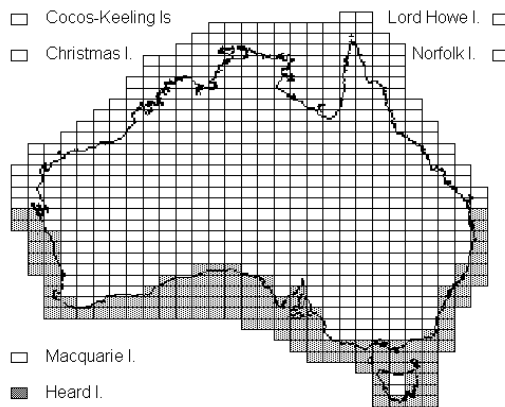 Cocos-Keeling Is
Lord Howe I.
Christmas I.
Norfolk I.
Macquarie I.
Heard I.